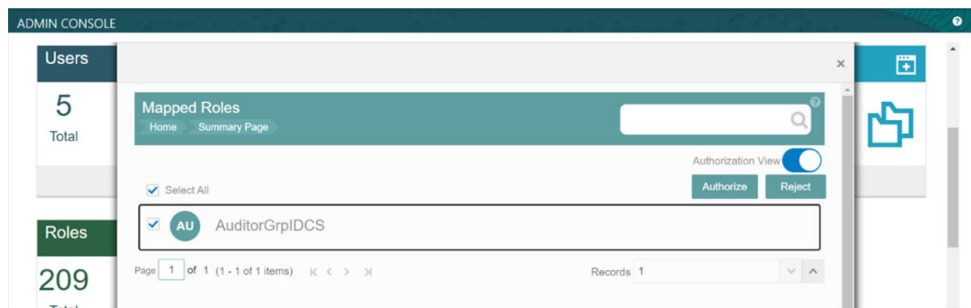 ADMIN CONSOLE
Users
5
Total
Mapped Roles
Home Summary Page
Authorization View
Select All
Authorize Reject
AU AuditorGrpIDCS
Page 1 of 1 (1 - 1 of 1 items) Records 1
Roles
209
Total